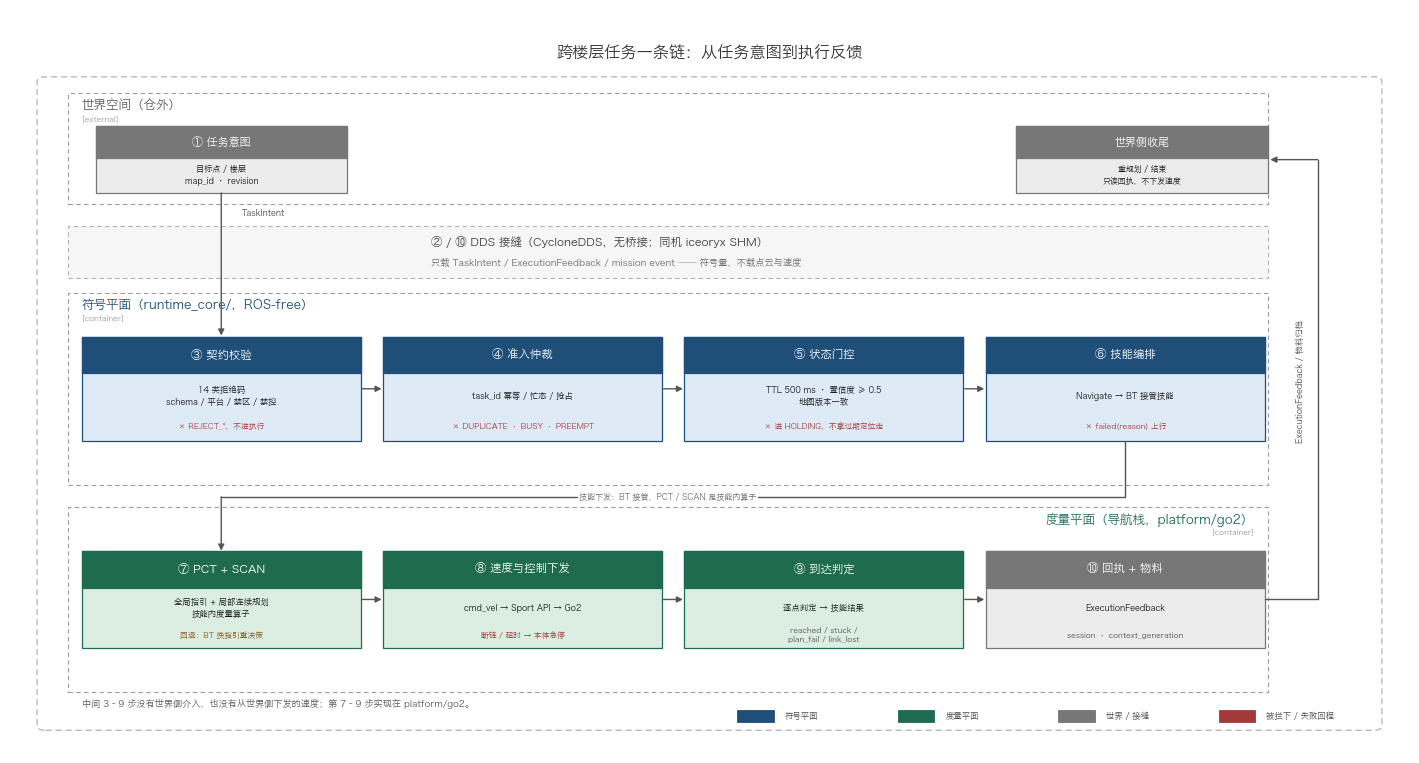 跨楼层任务一条链：从任务意图到执行反馈
世界空间（仓外）
[external]
① 任务意图
目标点 / 楼层
map_id · revision
世界侧收尾
重规划 / 结束
只读回执，不下发速度
TaskIntent
② / ⑩ DDS 接缝（CycloneDDS，无桥接；同机 iceoryx SHM）
只载 TaskIntent / ExecutionFeedback / mission event —— 符号量，不载点云与速度
符号平面（runtime_core/，ROS-free）
[container]
③ 契约校验
14 类拒绝码
schema / 平台 / 禁区 / 禁控
× REJECT_*，不进执行
④ 准入仲裁
task_id 幂等 / 忙态 / 抢占
× DUPLICATE · BUSY · PREEMPT
⑤ 状态门控
TTL 500 ms · 置信度 ≥ 0.5
地图版本一致
× 进 HOLDING，不拿过期定位走
⑥ 技能编排
Navigate → BT 接管技能
× failed(reason) 上行
ExecutionFeedback / 物料归档
技能下发：BT 接管，PCT / SCAN 是技能内算子
度量平面（导航栈，platform/go2）
[container]
⑦ PCT + SCAN
全局指引 + 局部连续规划
技能内度量算子
回退：BT 换指引重决策
⑧ 速度与控制下发
cmd_vel → Sport API → Go2
断链 / 超时 → 本体急停
⑨ 到达判定
逐点判定 → 技能结果
reached / stuck /
plan_fail / link_lost
⑩ 回执 + 物料
ExecutionFeedback
session · context_generation
中间 3 - 9 步没有世界侧介入，也没有从世界侧下发的速度；第 7 - 9 步实现在 platform/go2。
符号平面
度量平面
世界 / 接缝
被拦下 / 失败回程